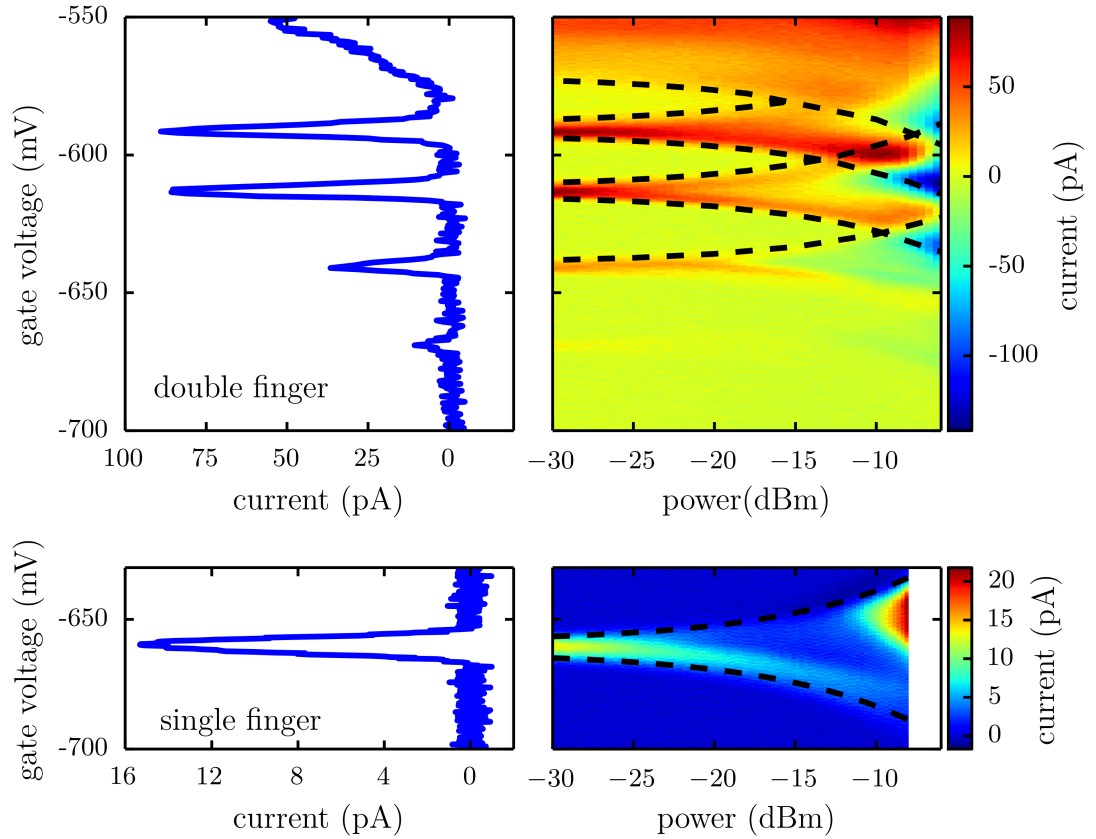 -550
-600
-650
-700
gate voltage (mV)
double finger
100 75 50 25 0
current (pA)
−30 −25 −20 −15 −10
power(dBm)
50
0
-50
-100
current (pA)
-650
-700
gate voltage (mV)
single finger
16 12 8 4 0
current (pA)
−30 −25 −20 −15 −10
power (dBm)
20
15
10
5
0
current (pA)